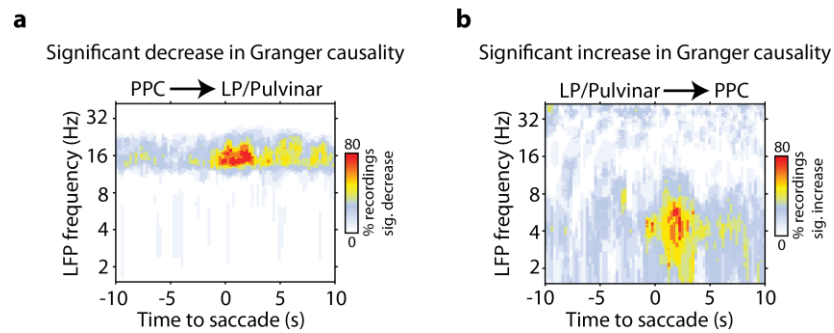 a
Significant decrease in Granger causality
PPC → LP/Pulvinar
LFP frequency (Hz)
32
16
8
4
2
-10 -5 0 5 10
Time to saccade (s)
80
0
% recordings
sig. decrease
b
Significant increase in Granger causality
LP/Pulvinar → PPC
LFP frequency (Hz)
32
16
8
4
2
-10 -5 0 5 10
Time to saccade (s)
80
0
% recordings
sig. increase